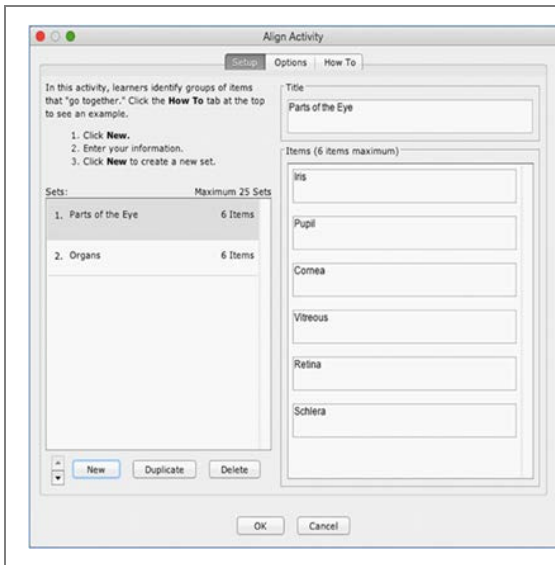 Align Activity
Setup Options How To
In this activity, learners identify groups of items
that "go together." Click the How To tab at the top
to see an example.
1. Click New.
2. Enter your information.
3. Click New to create a new set.
Sets: Maximum 25 Sets
1. Parts of the Eye 6 Items
2. Organs 6 Items
New Duplicate Delete
Title
Parts of the Eye
Items (6 items maximum)
Iris
Pupil
Cornea
Vitreous
Retina
Schlera
OK Cancel